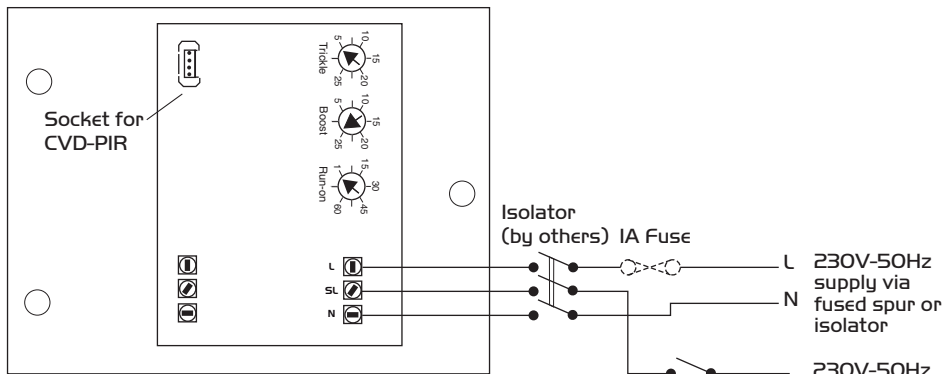 Socket for
CVD-PIR
Trickle
5
10
15
20
25
Boost
5
10
15
20
25
Run-on
1
15
30
45
60
L
SL
N
Isolator
(by others)
1A Fuse
L
N
230V-50Hz
supply via
fused spur or
isolator
230V-50Hz